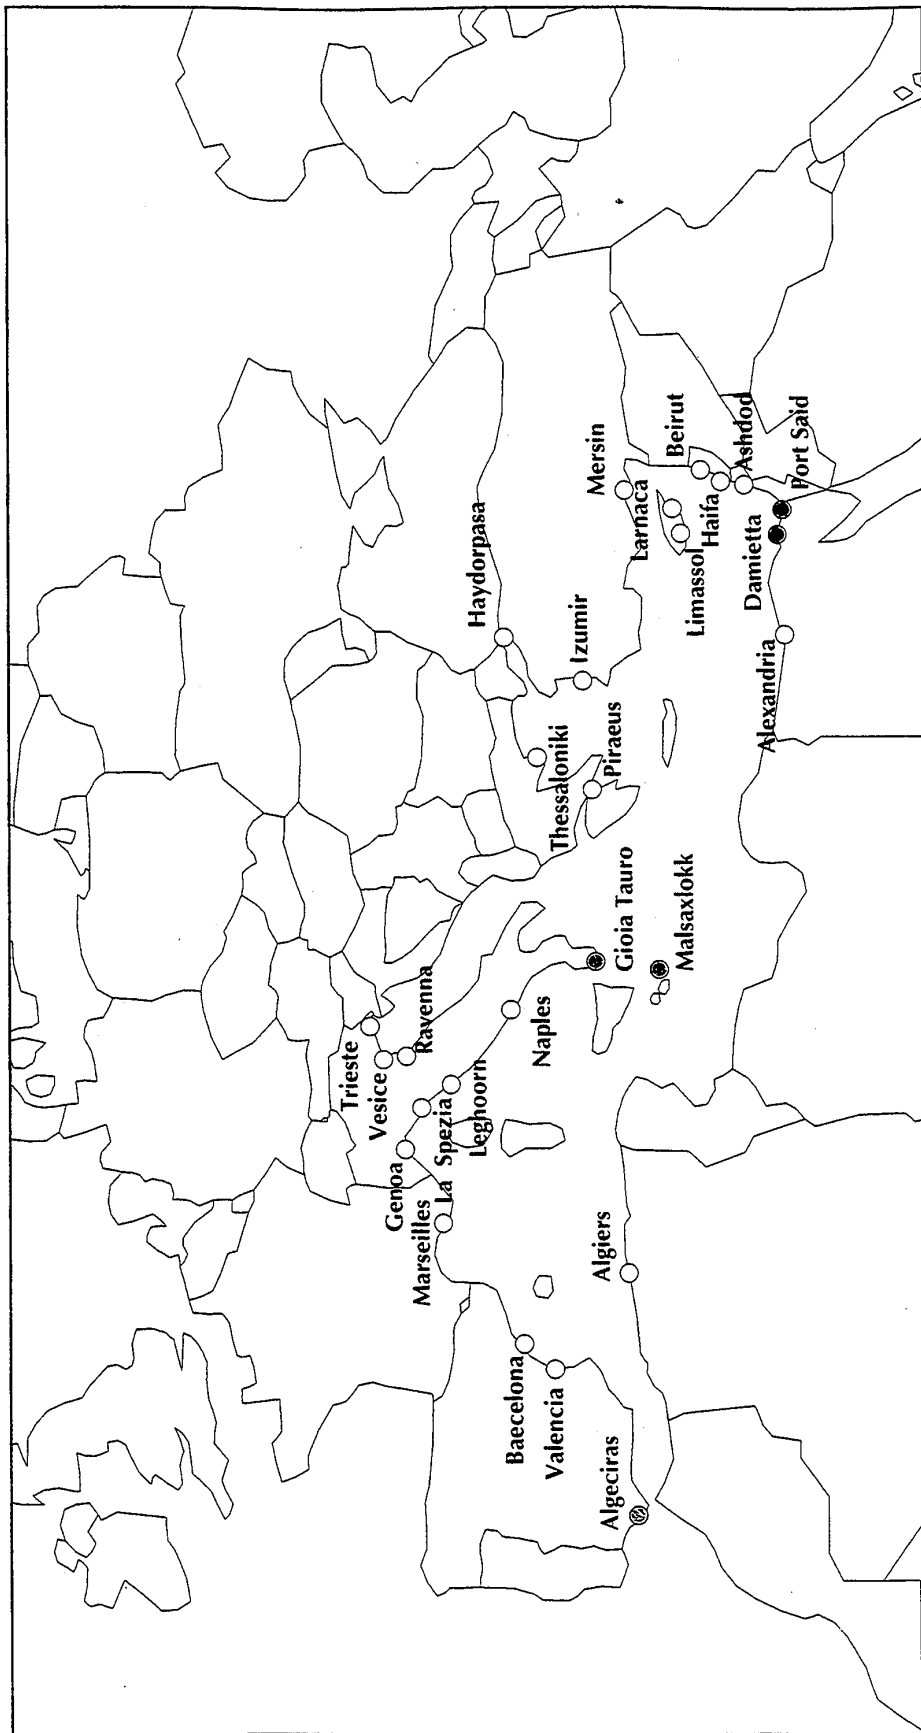 Trieste
Vesice
Ravenna
Genoa
La Spezia
Leghoorn
Marseilles
Naples
Baecelona
Valencia
Algeciras
Algiers
Gioia Tauro
Malsaxlokk
Thessaloniki
Piraeus
Haydorpasa
Izumir
Mersin
Larnaca
Limassol
Beirut
Haifa
Ashdod
Port Said
Damietta
Alexandria